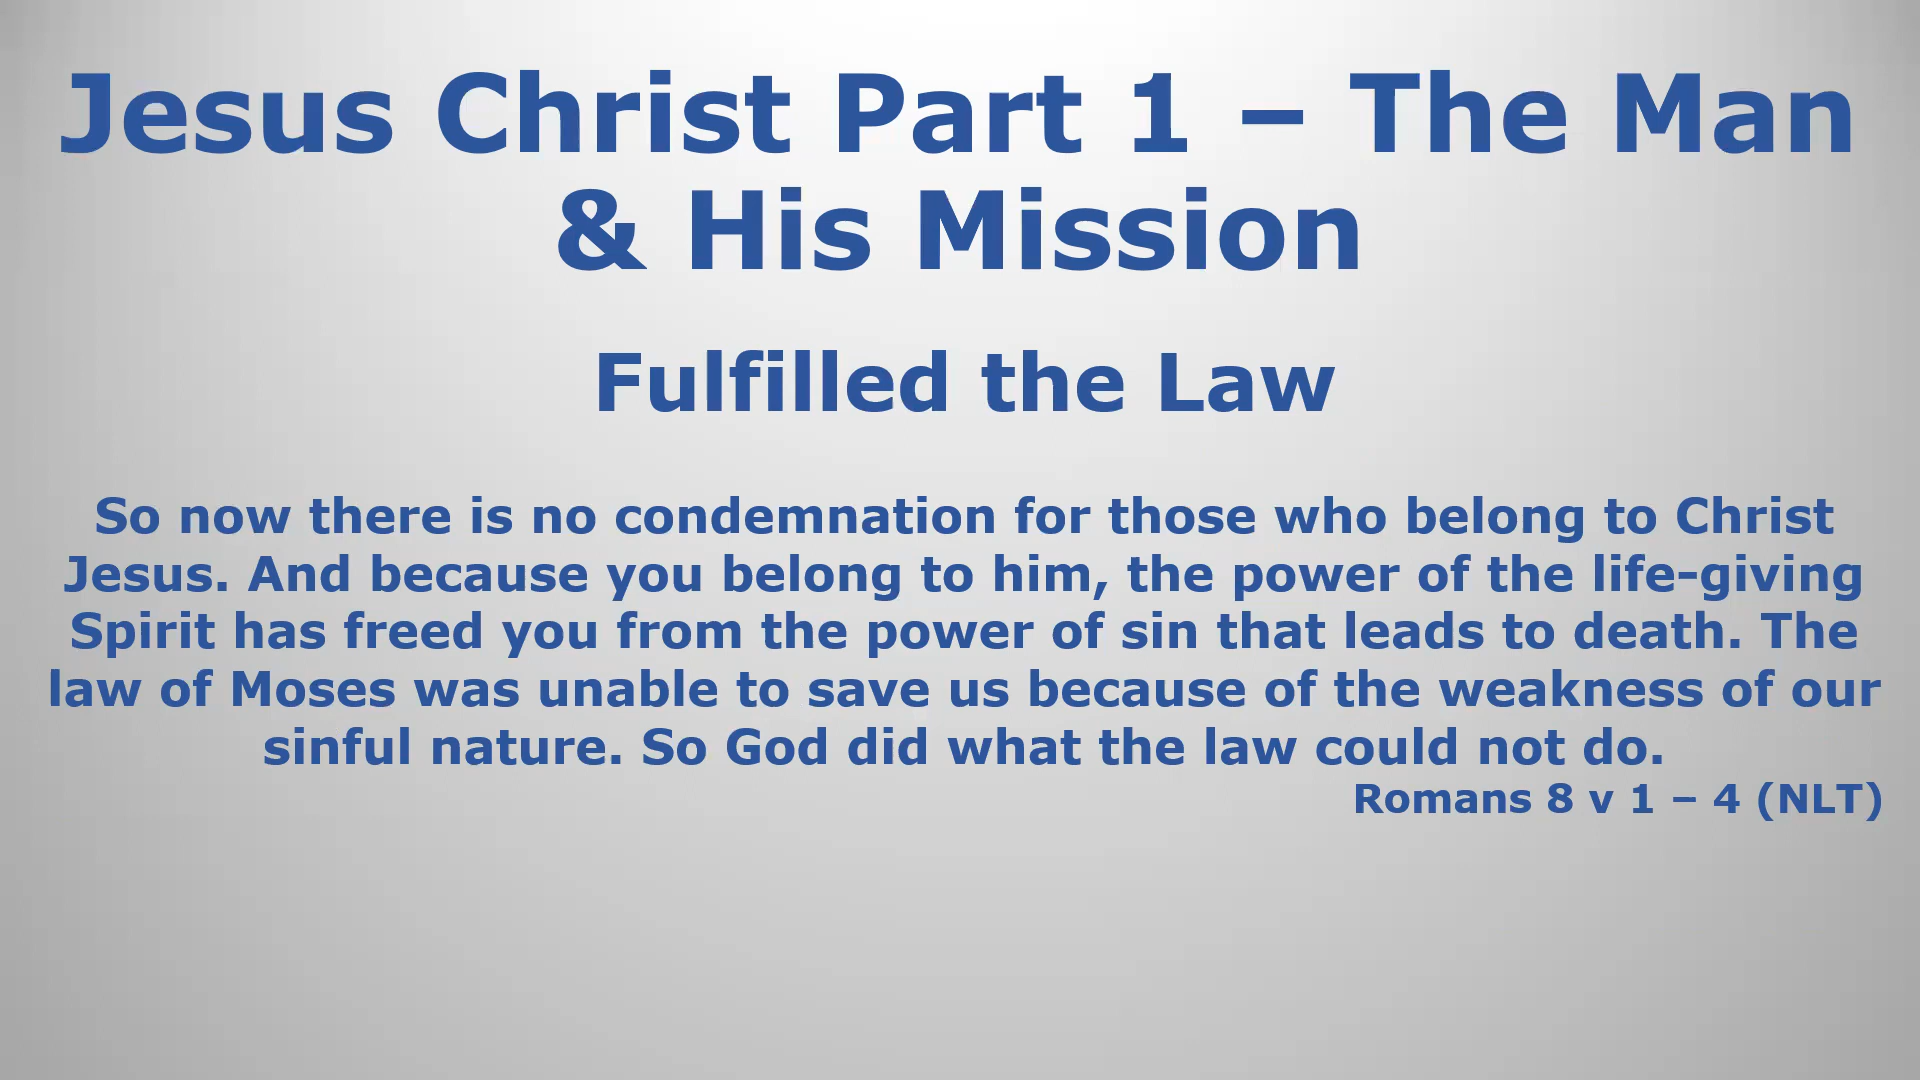 Jesus Christ Part 1 – The Man
& His Mission
Fulfilled the Law
So now there is no condemnation for those who belong to Christ
Jesus. And because you belong to him, the power of the life-giving
Spirit has freed you from the power of sin that leads to death. The
law of Moses was unable to save us because of the weakness of our
sinful nature. So God did what the law could not do.
Romans 8 v 1 – 4 (NLT)